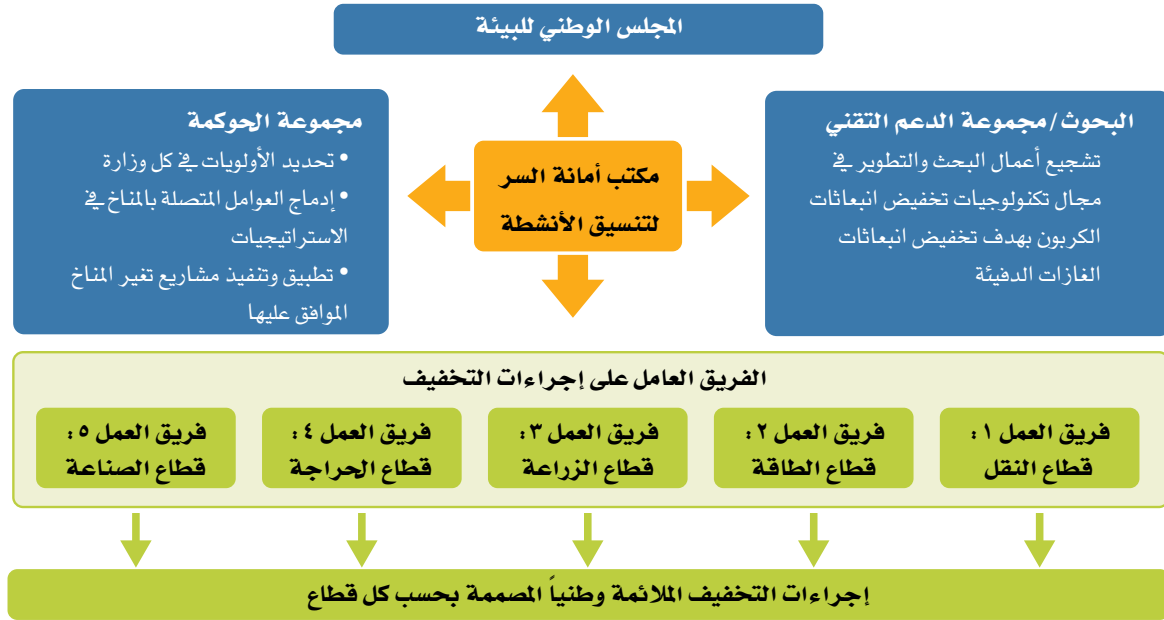 المجلس الوطني للبيئة
البحوث/مجموعة الدعم التقني
تشجيع أعمال البحث والتطوير في
مجال تكنولوجيات تخفيض انبعاثات
الكربون بهدف تخفيض انبعاثات
الغازات الدفيئة
مكتب أمانة السر
لتنسيق الأنشطة
مجموعة الحوكمة
• تحديد الأولويات في كل وزارة
• إدماج العوامل المتصلة بالمناخ في
الاستراتيجيات
• تطبيق وتنفيذ مشاريع تغير المناخ
الموافق عليها
الفريق العامل على إجراءات التخفيف
فريق العمل ١:
قطاع النقل
فريق العمل ٢:
قطاع الطاقة
فريق العمل ٣:
قطاع الزراعة
فريق العمل ٤:
قطاع الحراجة
فريق العمل ٥:
قطاع الصناعة
إجراءات التخفيف الملائمة وطنياً المصممة بحسب كل قطاع